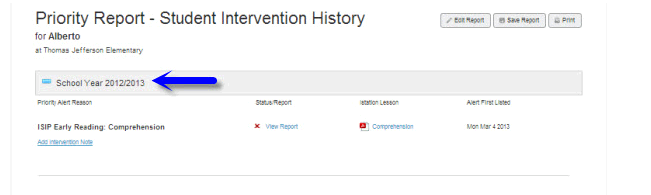 Priority Report - Student Intervention History
Edit Report Save Report Print
for Alberto
at Thomas Jefferson Elementary
School Year 2012/2013
Priority Alert Reason Status/Report Istation Lesson Alert First Listed
ISIP Early Reading: Comprehension View Report Comprehension Mon Mar 4 2013
Add Intervention Note